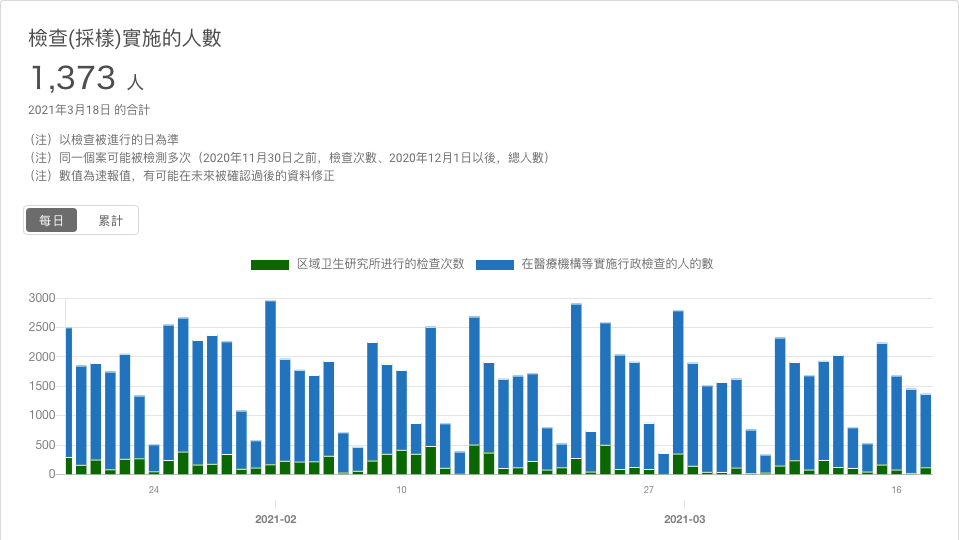 檢查(採樣)實施的人數
1,373 人
2021年3月18日 的合計
（注）以檢查被進行的日為準
（注）同一個案可能被檢測多次（2020年11月30日之前，檢查次數、2020年12月1日以後，總人數）
（注）數值為速報值，有可能在未來被確認過後的資料修正
每日 累計
区域卫生研究所进行的检查次数 在醫療機構等實施行政檢查的人的數
3000
2500
2000
1500
1000
500
0
24 10 27 16
2021-02 2021-03